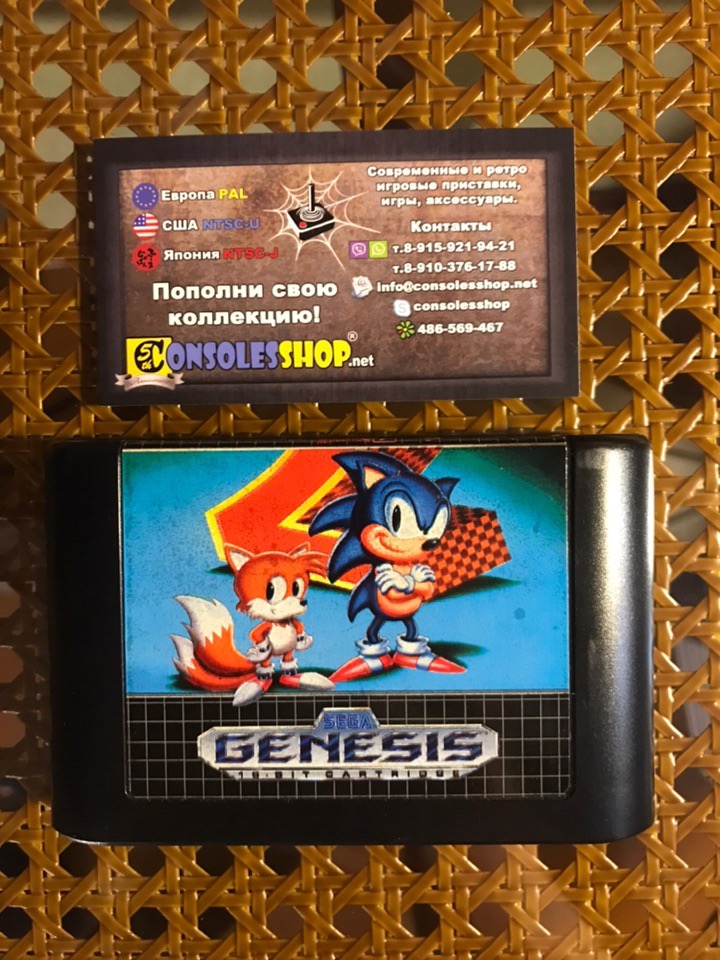 Европа PAL
США NTSC-U
Япония NTSC-J
Пополни свою
коллекцию!
5th
CONSOLESSHOP®.net
Современные и ретро
игровые приставки,
игры, аксессуары.
Контакты
т.8-915-921-94-21
т.8-910-376-17-88
info@consolesshop.net
consolesshop
486-569-467
2
SEGA
GENESIS
16-BIT CARTRIDGE